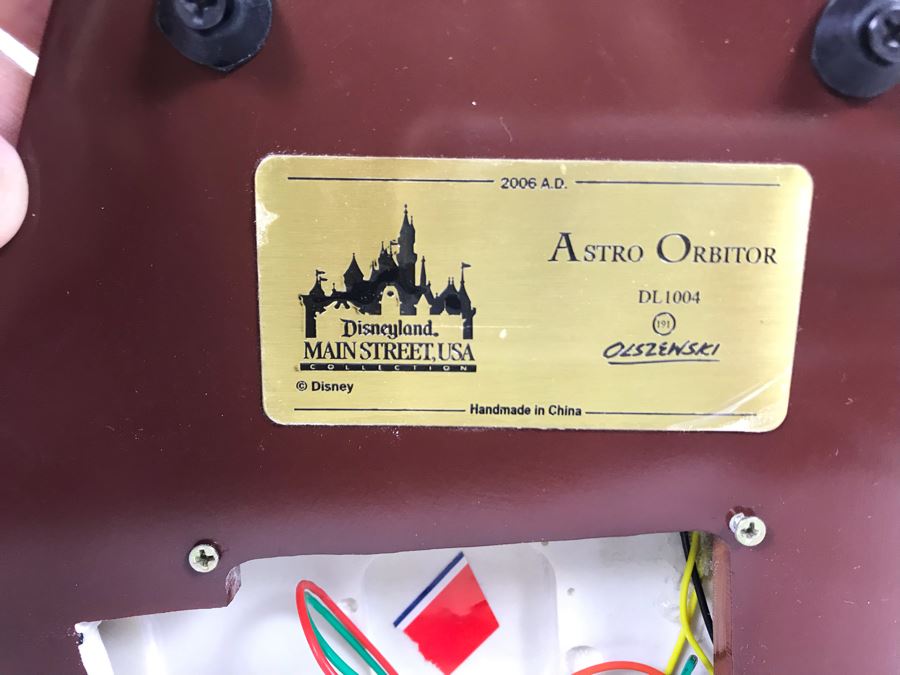 2006 A.D.
Disneyland.
MAIN STREET, USA
COLLECTION
© Disney
ASTRO ORBITOR
DL1004
191
OLSZEWSKI
Handmade in China